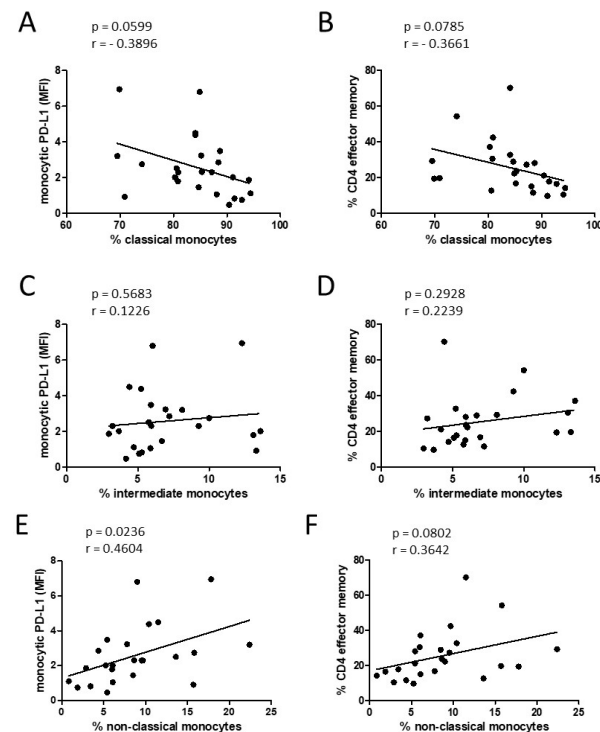 A
p = 0.0599
r = - 0.3896
monocytic PD-L1 (MFI)
8
6
4
2
0
60 70 80 90 100
% classical monocytes
B
p = 0.0785
r = - 0.3661
% CD4 effector memory
80
60
40
20
0
60 70 80 90 100
% classical monocytes
C
p = 0.5683
r = 0.1226
monocytic PD-L1 (MFI)
8
6
4
2
0
5 10 15
% intermediate monocytes
D
p = 0.2928
r = 0.2239
% CD4 effector memory
80
60
40
20
0
5 10 15
% intermediate monocytes
E
p = 0.0236
r = 0.4604
monocytic PD-L1 (MFI)
8
6
4
2
0
0 5 10 15 20 25
% non-classical monocytes
F
p = 0.0802
r = 0.3642
% CD4 effector memory
80
60
40
20
0
0 5 10 15 20 25
% non-classical monocytes